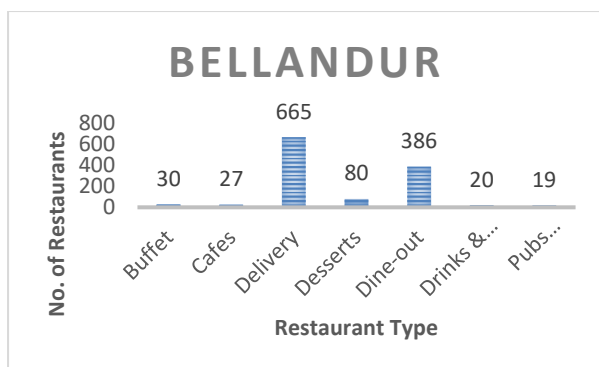 BELLANDUR
No. of Restaurants
800
600
400
200
0
30
27
665
80
386
20
19
Buffet
Cafes
Delivery
Desserts
Dine-out
Drinks &...
Pubs...
Restaurant Type